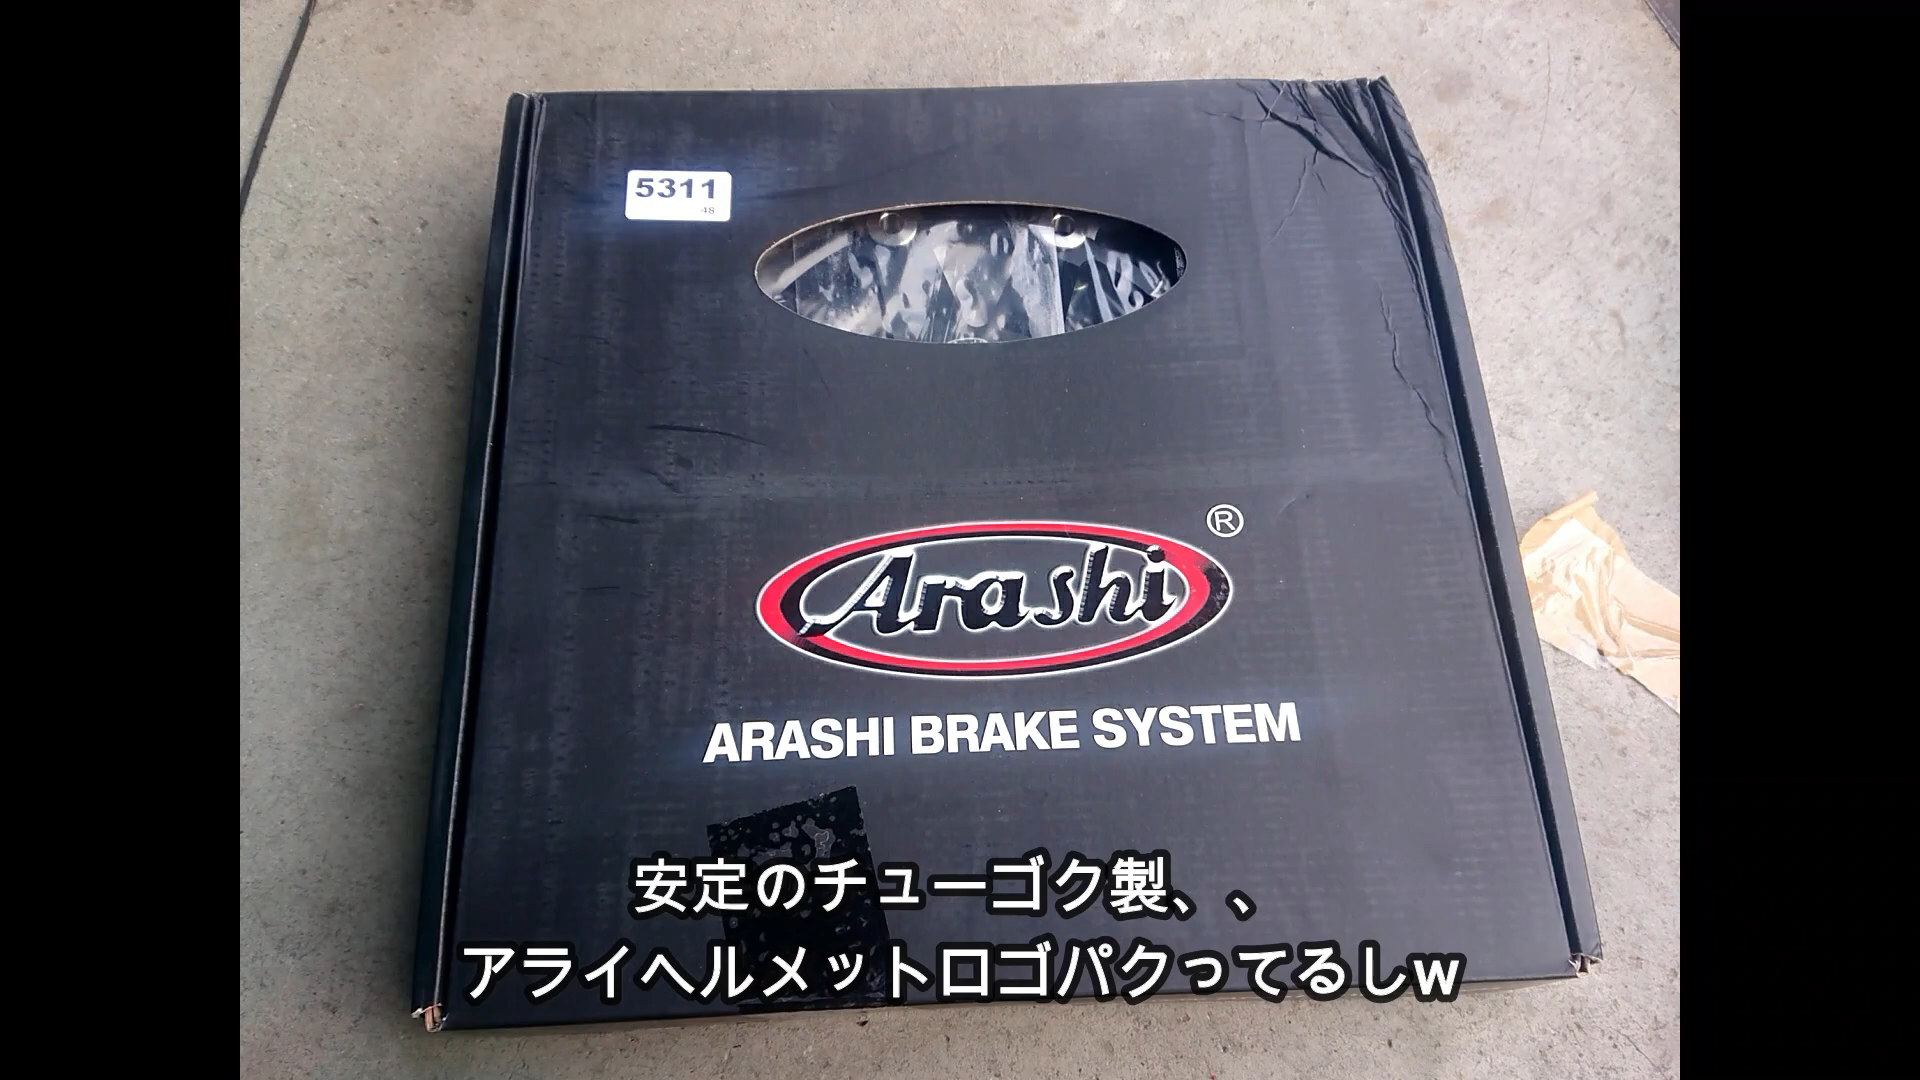 5311
48
®
Arashi
ARASHI BRAKE SYSTEM
安定のチューゴク製、、
アライヘルメットロゴパクってるしw